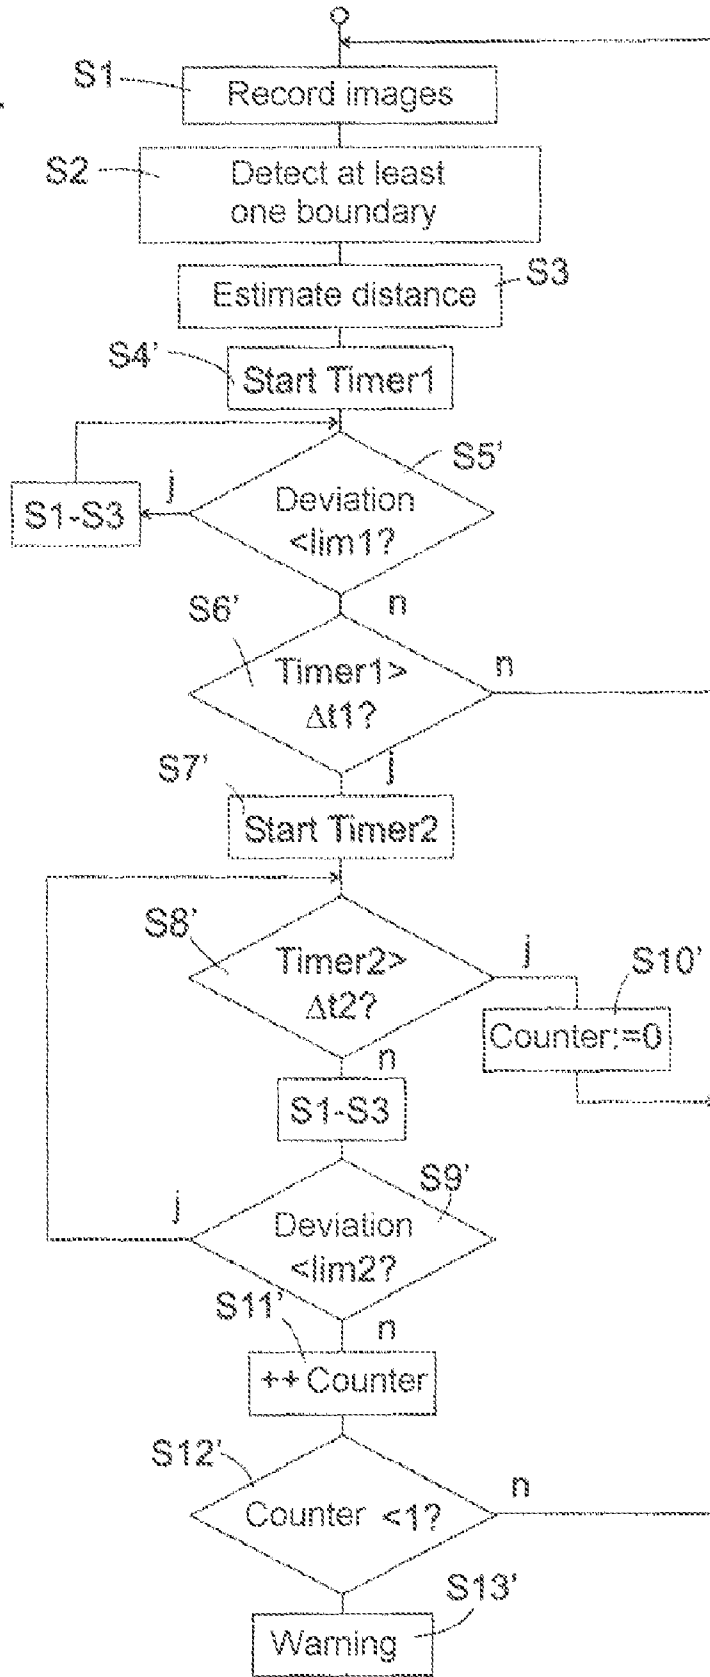 S1
Record images
S2
Detect at least
one boundary
S3
Estimate distance
S4'
Start Timer1
S5'
j
S1-S3
Deviation
<lim1?
n
S6'
Timer1>
Δt1?
n
j
S7'
Start Timer2
S8'
Timer2>
Δt2?
j
S10'
Counter:=0
n
S1-S3
S9'
j
Deviation
<lim2?
S11'
n
++ Counter
S12'
Counter <1?
n
S13'
Warning